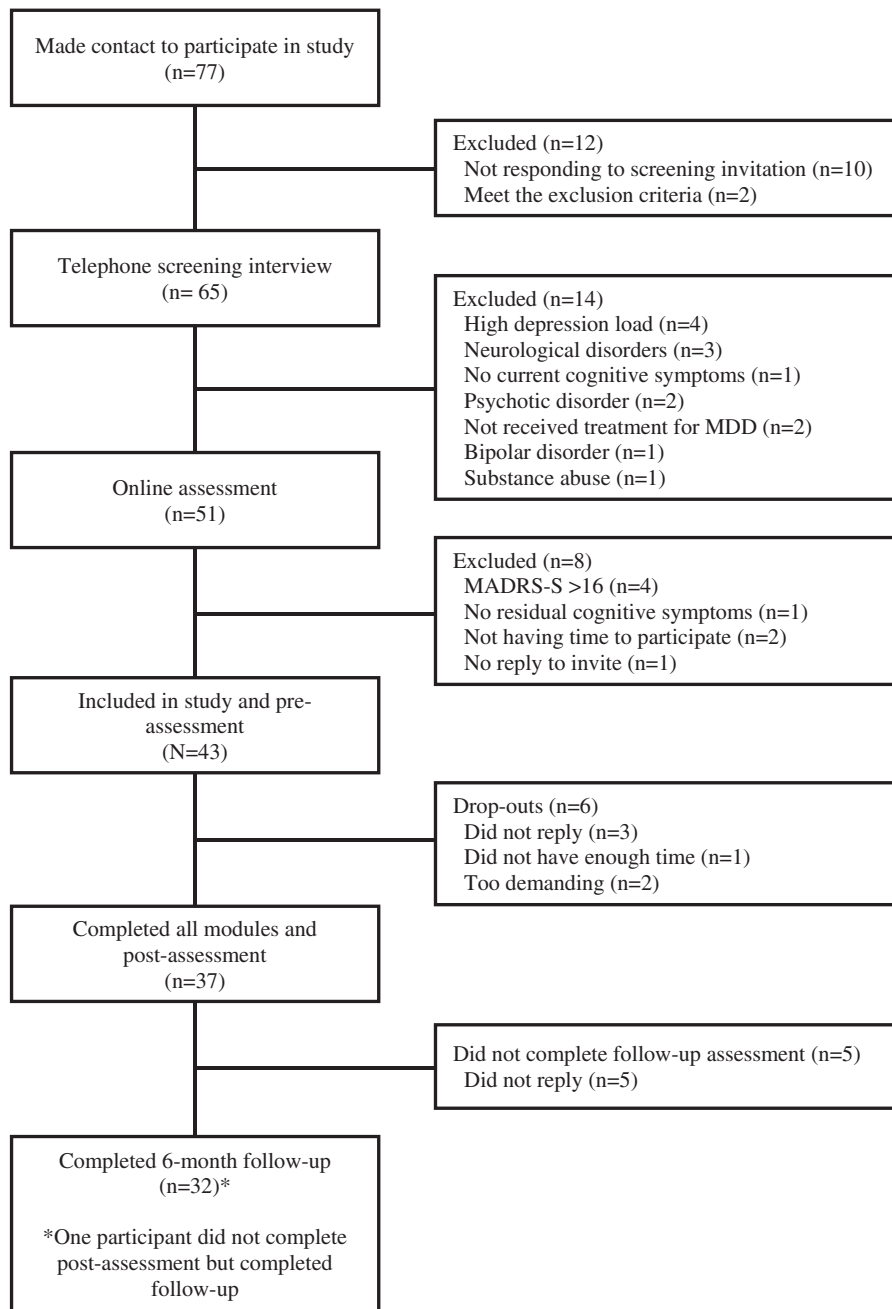 Made contact to participate in study
(n=77)
Excluded (n=12)
Not responding to screening invitation (n=10)
Meet the exclusion criteria (n=2)
Telephone screening interview
(n= 65)
Excluded (n=14)
High depression load (n=4)
Neurological disorders (n=3)
No current cognitive symptoms (n=1)
Psychotic disorder (n=2)
Not received treatment for MDD (n=2)
Bipolar disorder (n=1)
Substance abuse (n=1)
Online assessment
(n=51)
Excluded (n=8)
MADRS-S >16 (n=4)
No residual cognitive symptoms (n=1)
Not having time to participate (n=2)
No reply to invite (n=1)
Included in study and pre-
assessment
(N=43)
Drop-outs (n=6)
Did not reply (n=3)
Did not have enough time (n=1)
Too demanding (n=2)
Completed all modules and
post-assessment
(n=37)
Did not complete follow-up assessment (n=5)
Did not reply (n=5)
Completed 6-month follow-up
(n=32)*
*One participant did not complete
post-assessment but completed
follow-up